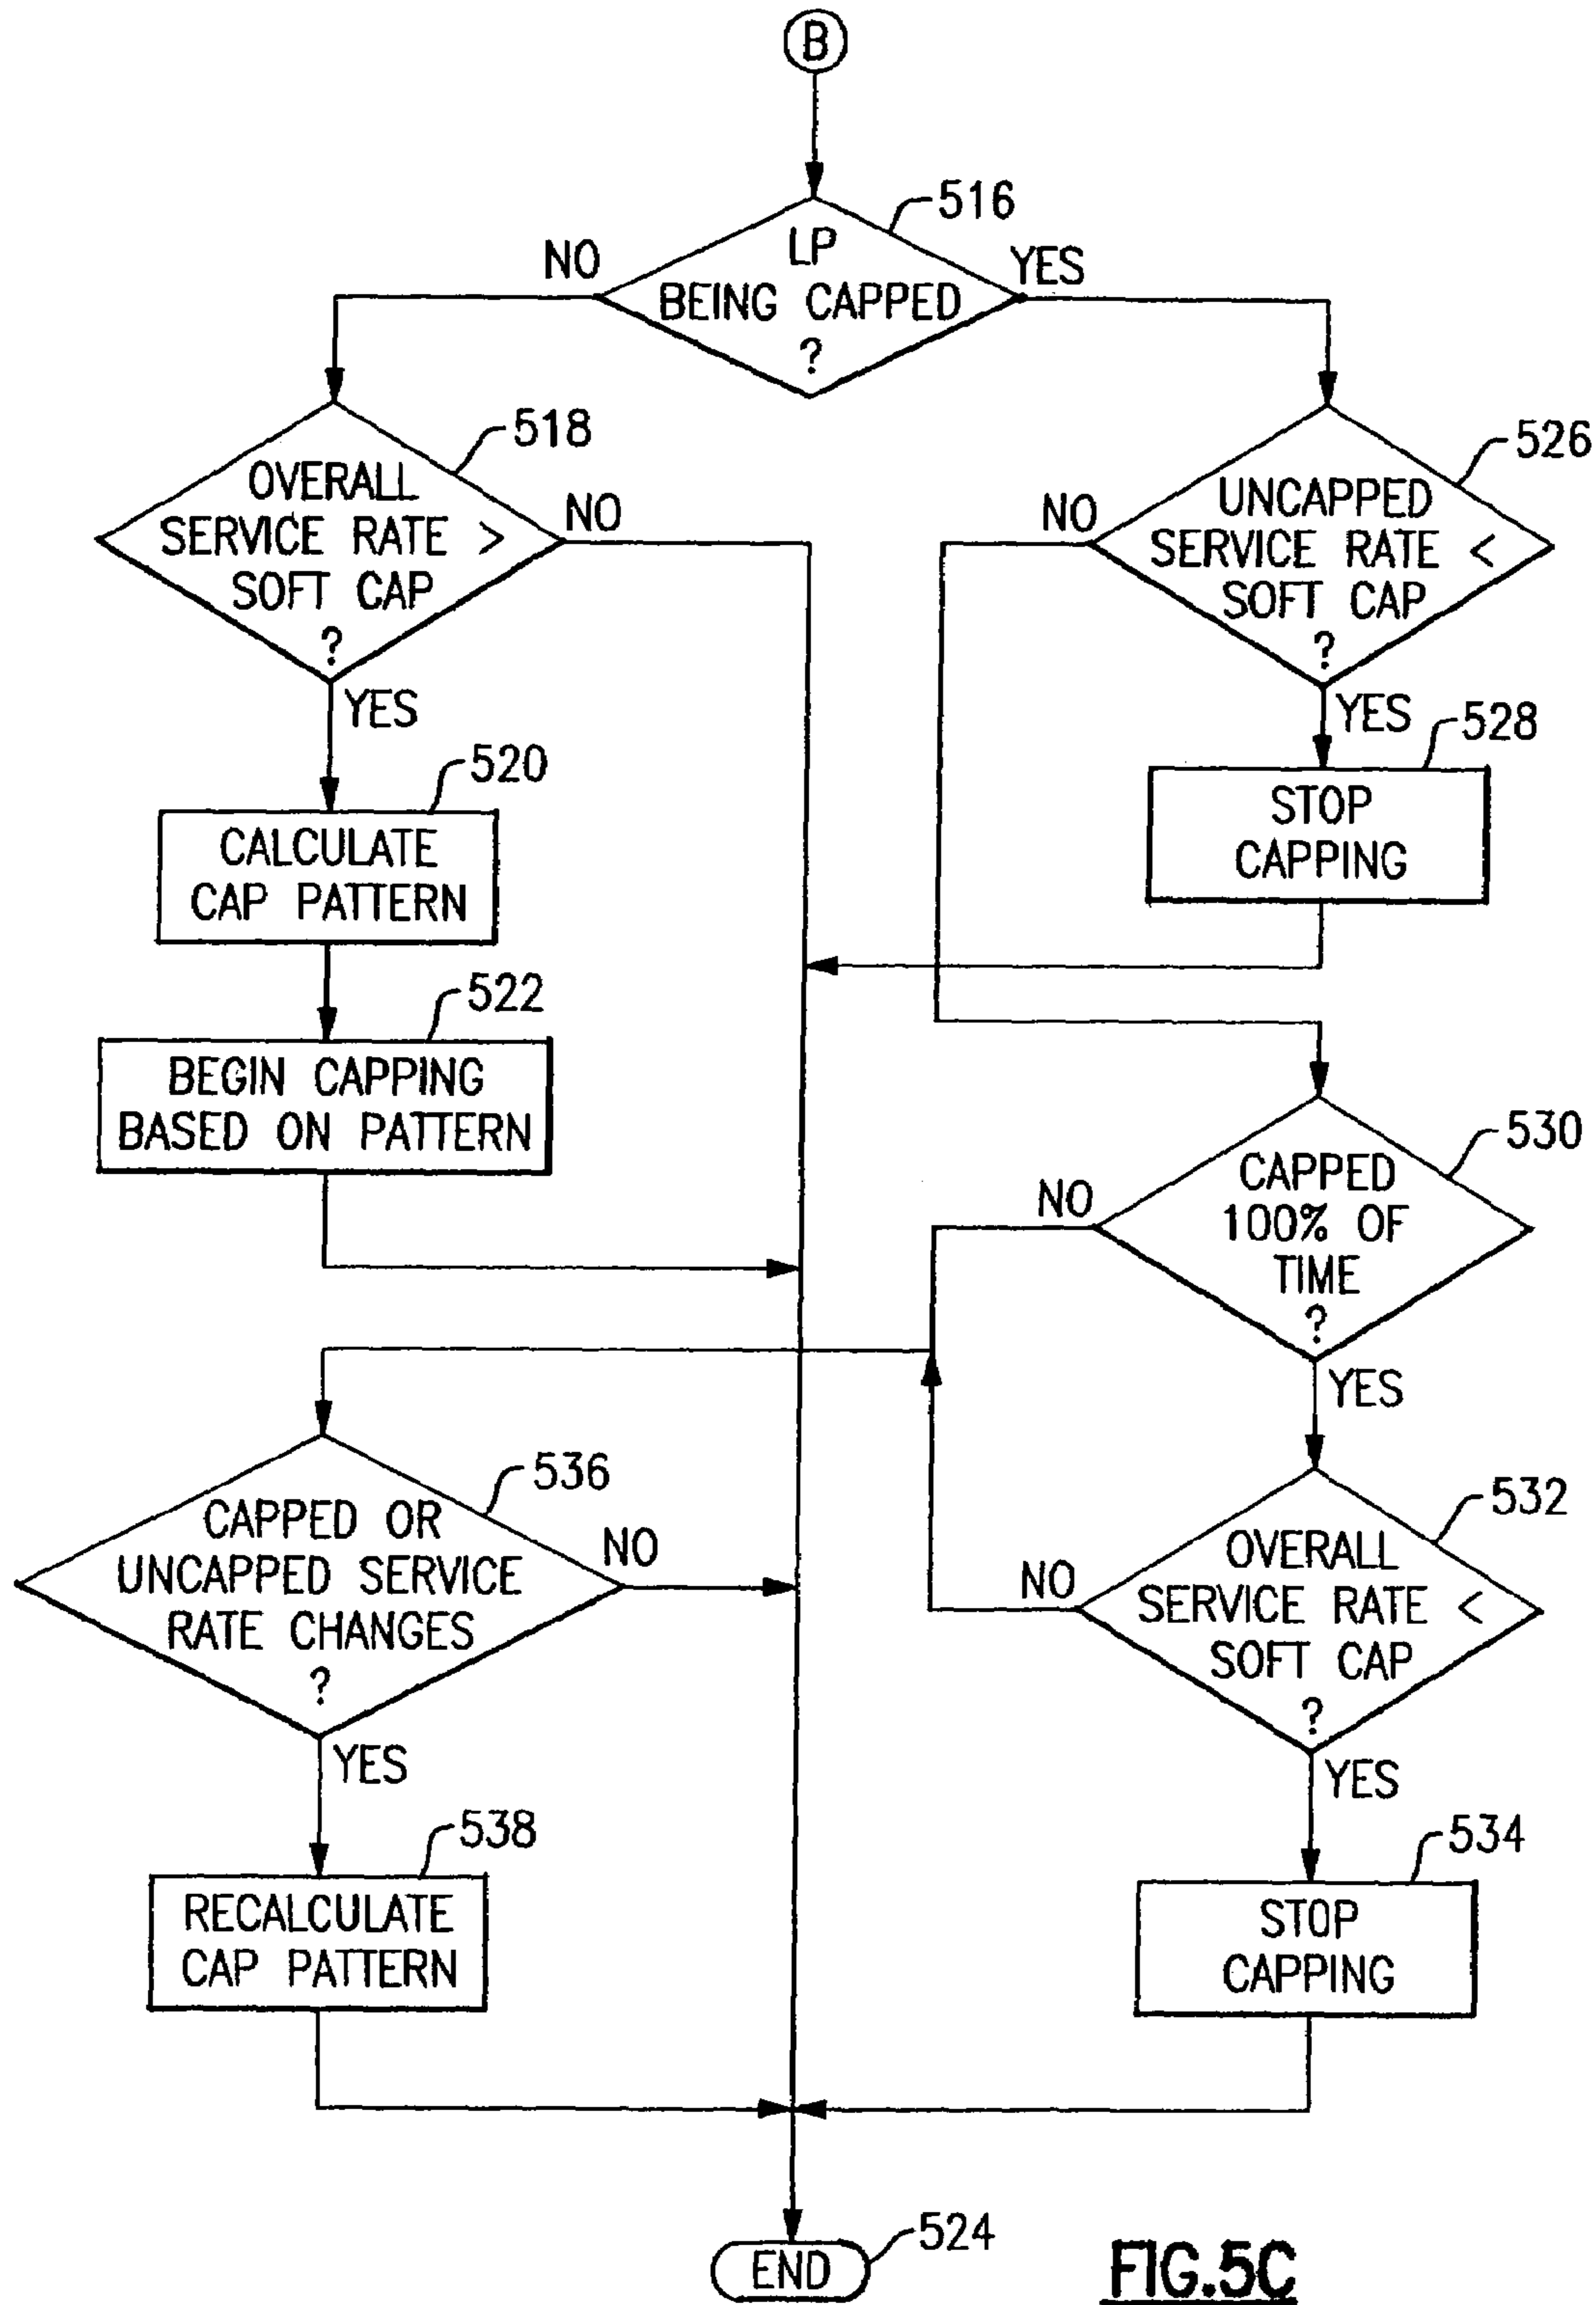 B
516
LP
BEING CAPPED
?
NO
YES
518
OVERALL
SERVICE RATE >
SOFT CAP
?
NO
YES
526
UNCAPPED
SERVICE RATE <
SOFT CAP
?
NO
YES
520
CALCULATE
CAP PATTERN
528
STOP
CAPPING
522
BEGIN CAPPING
BASED ON PATTERN
530
CAPPED
100% OF
TIME
?
NO
YES
536
CAPPED OR
UNCAPPED SERVICE
RATE CHANGES
?
NO
YES
532
OVERALL
SERVICE RATE <
SOFT CAP
?
NO
YES
538
RECALCULATE
CAP PATTERN
534
STOP
CAPPING
524
END
FIG.5C